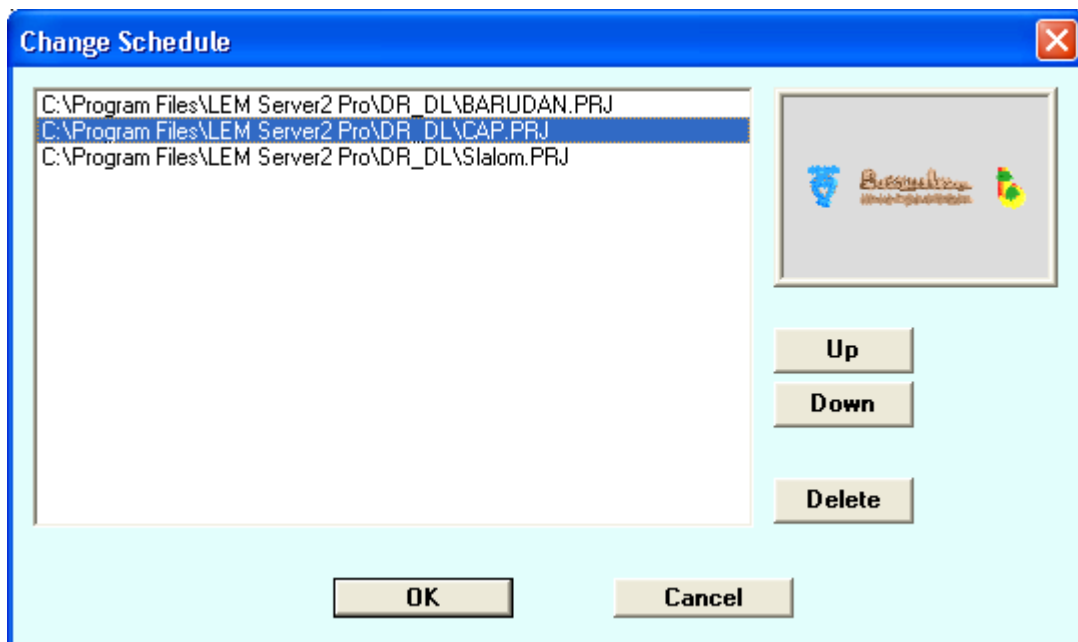 Change Schedule
C:\Program Files\LEM Server2 Pro\DR_DL\BARUDAN.PRJ
C:\Program Files\LEM Server2 Pro\DR_DL\CAP.PRJ
C:\Program Files\LEM Server2 Pro\DR_DL\Slalom.PRJ
Up
Down
Delete
OK
Cancel